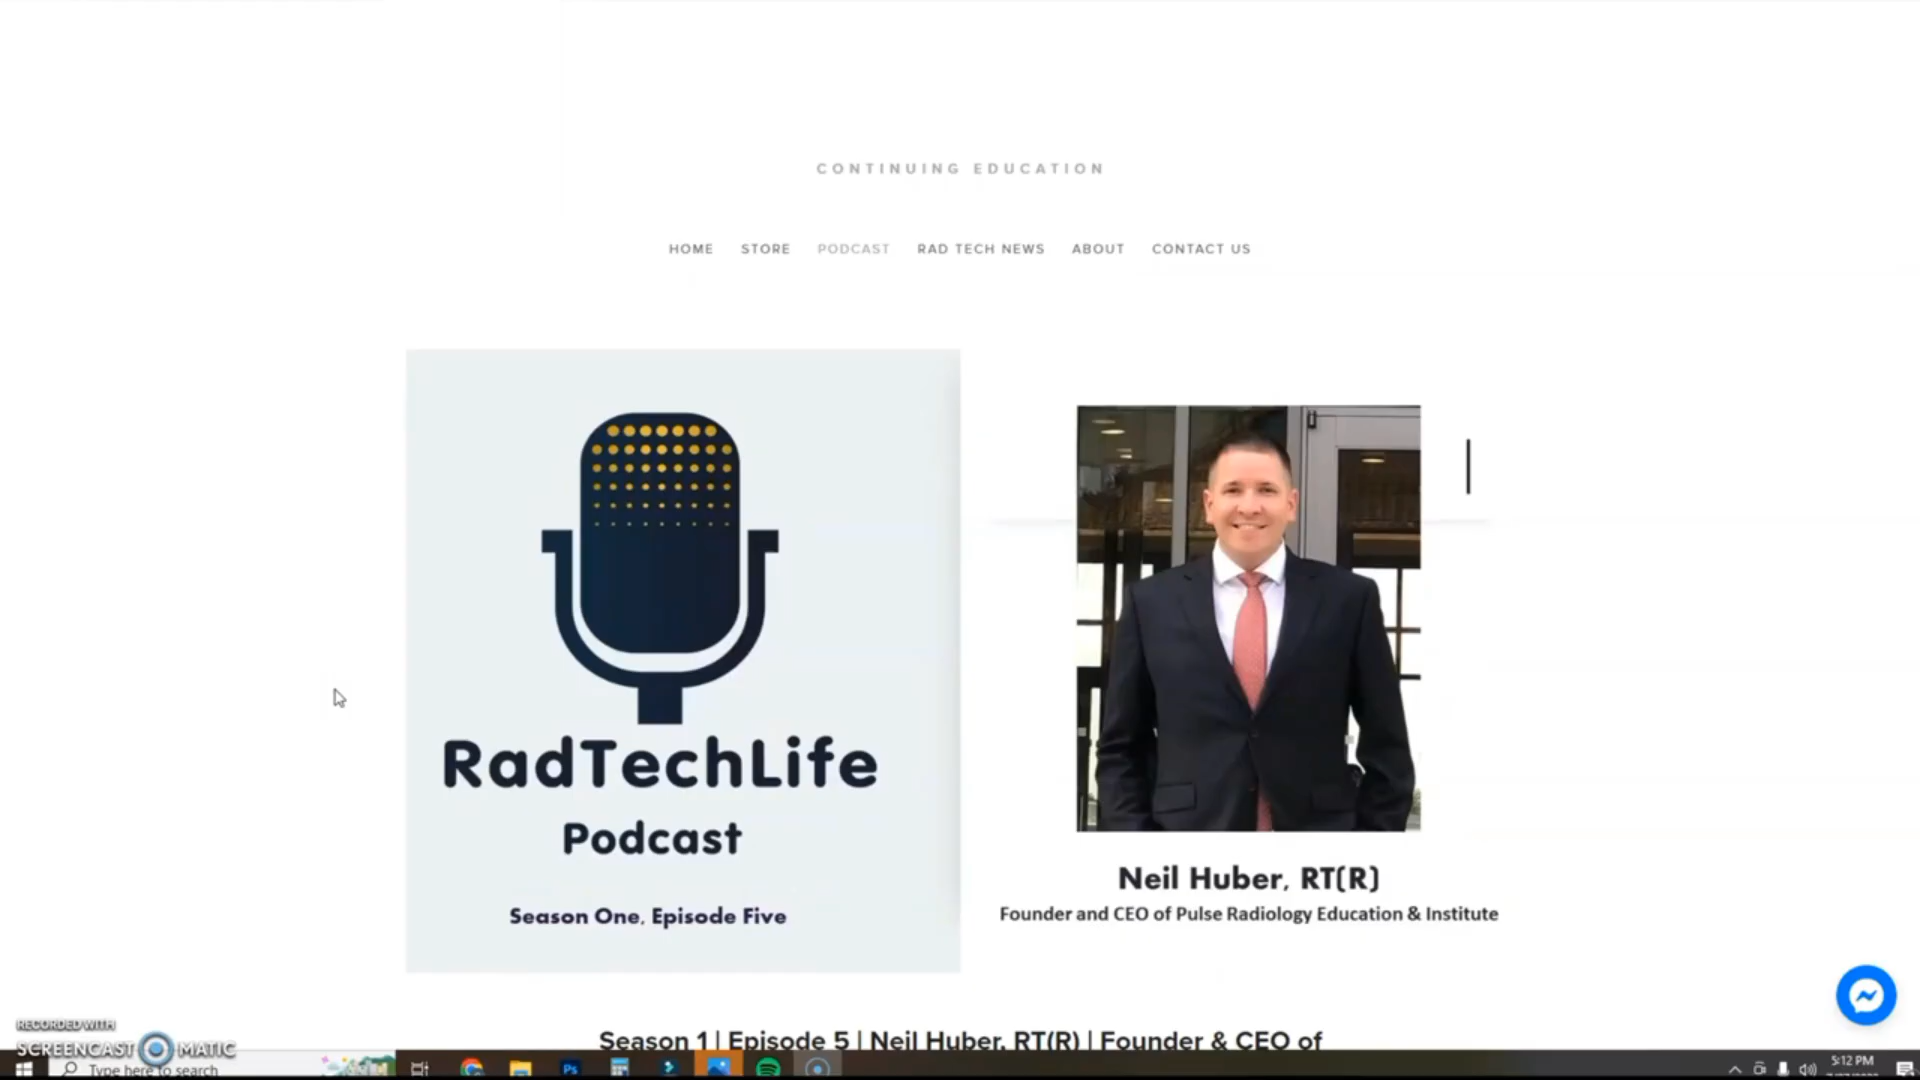 CONTINUING EDUCATION
HOME STORE PODCAST RAD TECH NEWS ABOUT CONTACT US
RadTechLife
Podcast
Season One, Episode Five
Neil Huber, RT(R)
Founder and CEO of Pulse Radiology Education & Institute
Season 1 | Episode 5 | Neil Huber, RT(R) | Founder & CEO of
RECORDED WITH
SCREENCAST MATIC
Type here to search
Ps
5:12 PM